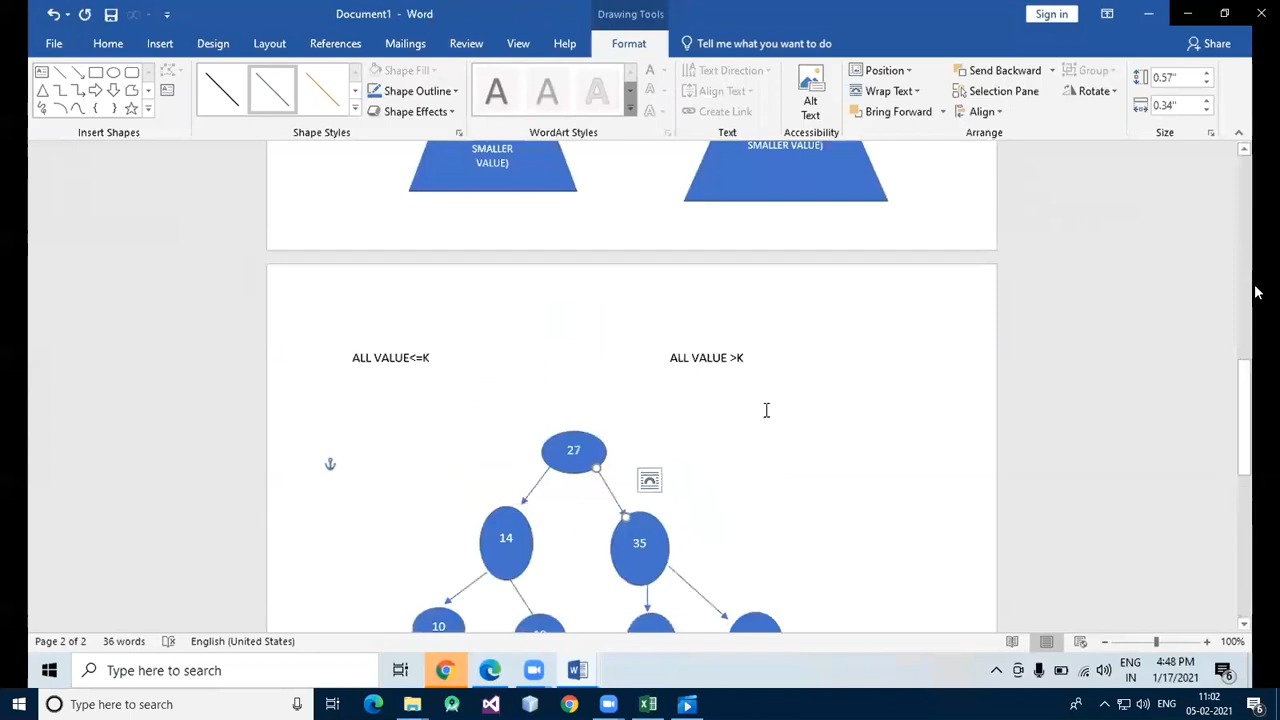 Document1 - Word
Drawing Tools
Sign in
File
Home
Insert
Design
Layout
References
Mailings
Review
View
Help
Format
Tell me what you want to do
Share
Shape Fill
Shape Outline
Shape Effects
A A A
Text Direction
Align Text
Create Link
Alt
Text
Position
Wrap Text
Bring Forward
Send Backward
Selection Pane
Align
Group
Rotate
0.57"
0.34"
Insert Shapes
Shape Styles
WordArt Styles
Text
Accessibility
Arrange
Size
SMALLER
VALUE)
SMALLER VALUE)
ALL VALUE<=K
ALL VALUE >K
27
14
35
10
Page 2 of 2
36 words
English (United States)
100%
Type here to search
ENG
IN
4:48 PM
1/17/2021
6
Type here to search
ENG
11:02
05-02-2021
6